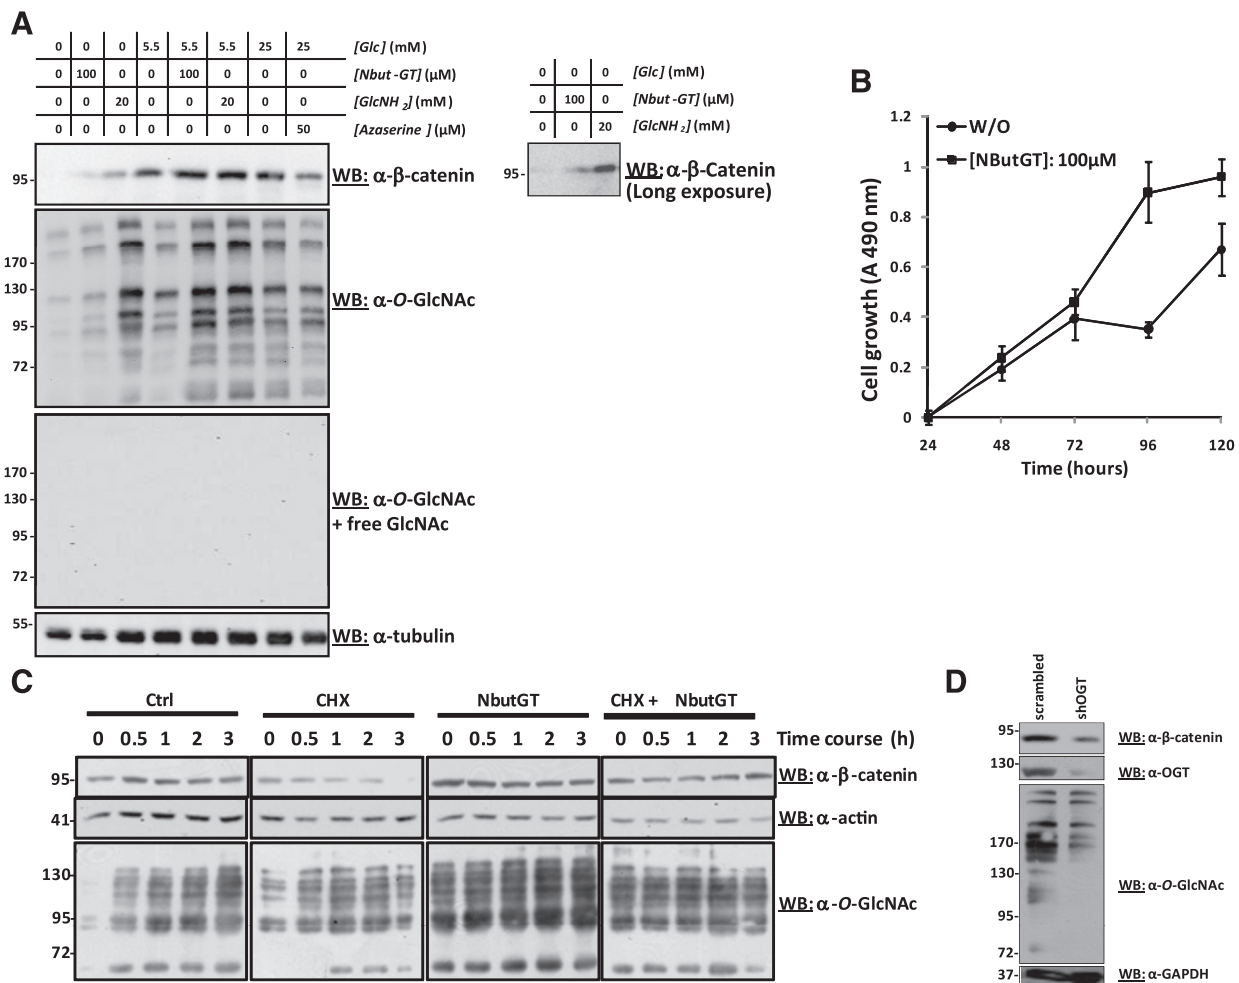 A
0 0 0 5.5 5.5 5.5 25 25 [Glc] (mM)
0 100 0 0 100 0 0 0 [Nbut -GT] (µM)
0 0 20 0 0 20 0 0 [GlcNH 2] (mM)
0 0 0 0 0 0 0 50 [Azaserine ] (µM)
95- WB: α-β-catenin
170-
130- WB: α-O-GlcNAc
95-
72-
170-
130- WB: α-O-GlcNAc
+ free GlcNAc
95-
72-
55-
WB: α-tubulin
0 0 0 [Glc] (mM)
0 100 0 [Nbut -GT] (µM)
0 0 20 [GlcNH 2] (mM)
95- WB: α-β-Catenin
(Long exposure)
B
1.2
1
0.8
0.6
0.4
0.2
0
Cell growth (A 490 nm)
W/O
[NButGT]: 100µM
24 48 72 96 120
Time (hours)
C
Ctrl CHX NbutGT CHX + NbutGT
0 0.5 1 2 3 0 0.5 1 2 3 0 0.5 1 2 3 0 0.5 1 2 3 Time course (h)
95- WB: α-β-catenin
41- WB: α-actin
130-
95- WB: α-O-GlcNAc
72-
D
scrambled
shOGT
95- WB: α-β-catenin
130- WB: α-OGT
170-
130- WB: α-O-GlcNAc
95-
72-
37- WB: α-GAPDH